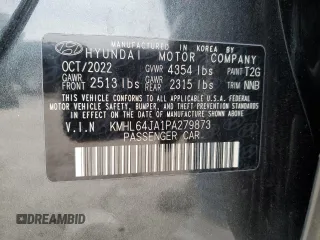 MANUFACTURED IN KOREA BY
HYUNDAI MOTOR COMPANY
OCT/2022 GVWR 4354 lbs PAINT T2G
GAWR FRONT 2513 lbs GAWR REAR 2315 lbs TRIM NNB
THIS VEHICLE CONFORMS TO ALL APPLICABLE FEDERAL
MOTOR VEHICLE SAFETY, BUMPER, AND THEFT PREVENTION
STANDARDS IN EFFECT ON THE DATE OF MANUFACTURE
SHOWN ABOVE.
V.I.N KMHL64JA1PA279873
PASSENGER CAR
DREAMBID